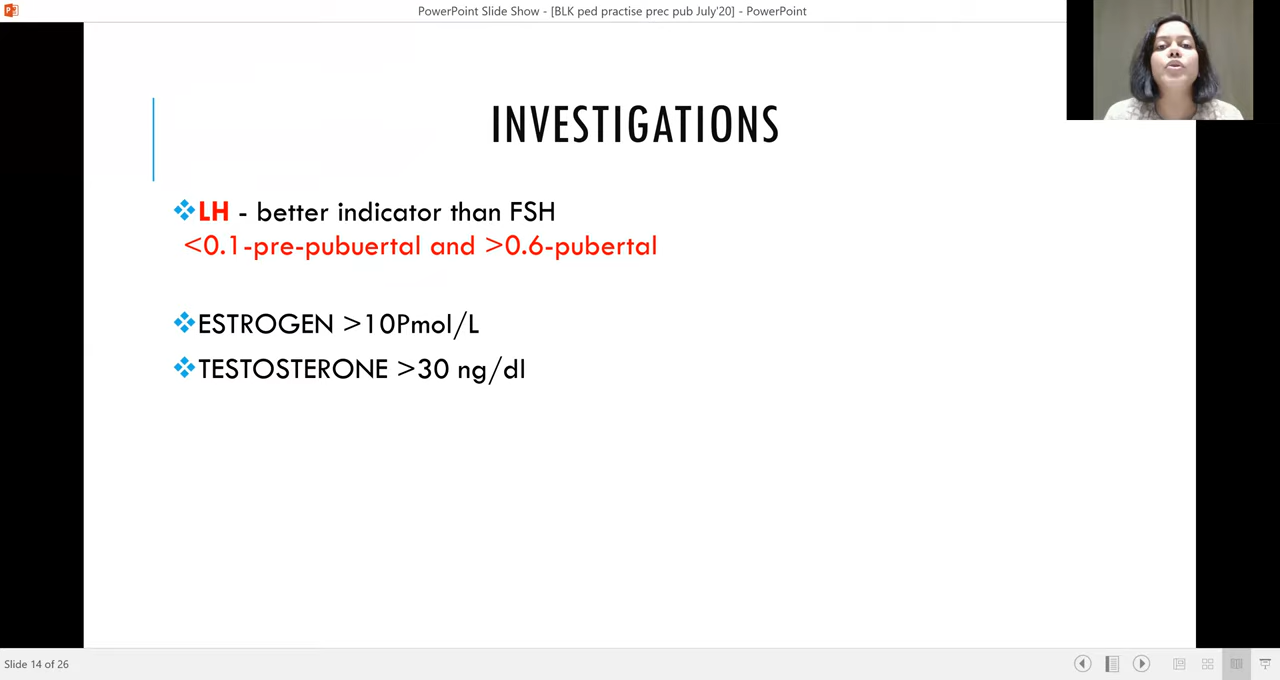 PowerPoint Slide Show - [BLK ped practise prec pub July'20] - PowerPoint
INVESTIGATIONS
LH - better indicator than FSH
<0.1-pre-pubuertal and >0.6-pubertal
ESTROGEN >10Pmol/L
TESTOSTERONE >30 ng/dl
Slide 14 of 26